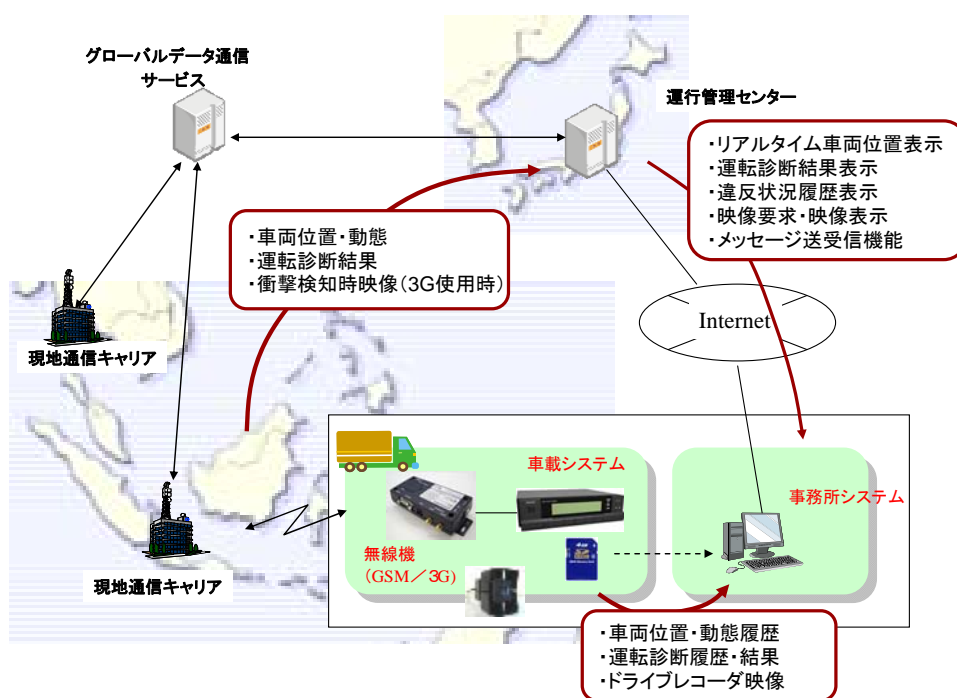 グローバルデータ通信
サービス
運行管理センター
・リアルタイム車両位置表示
・運転診断結果表示
・違反状況履歴表示
・映像要求・映像表示
・メッセージ送受信機能
・車両位置・動態
・運転診断結果
・衝撃検知時映像(3G使用時)
Internet
現地通信キャリア
車載システム
事務所システム
無線機
(GSM/3G)
現地通信キャリア
・車両位置・動態履歴
・運転診断履歴・結果
・ドライブレコーダ映像